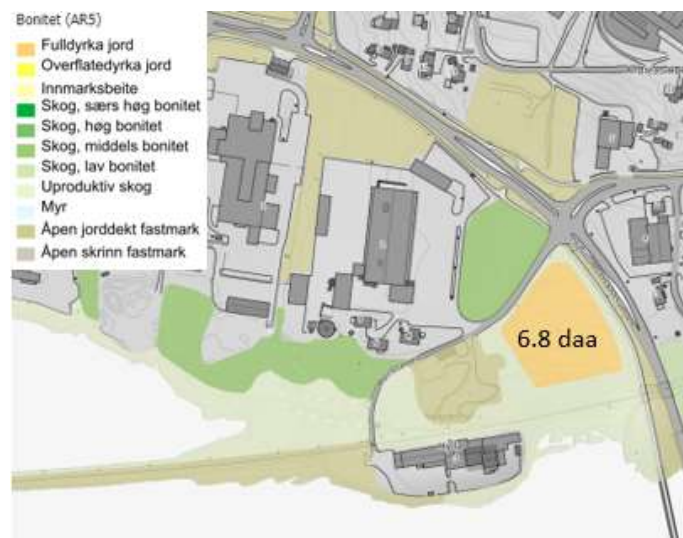 Bonitet (AR5)
Fulldyrka jord
Overflatedyrka jord
Innmarksbeite
Skog, særs høg bonitet
Skog, høg bonitet
Skog, middels bonitet
Skog, lav bonitet
Uproduktiv skog
Myr
Åpen jorddekt fastmark
Åpen skrinn fastmark
6.8 daa